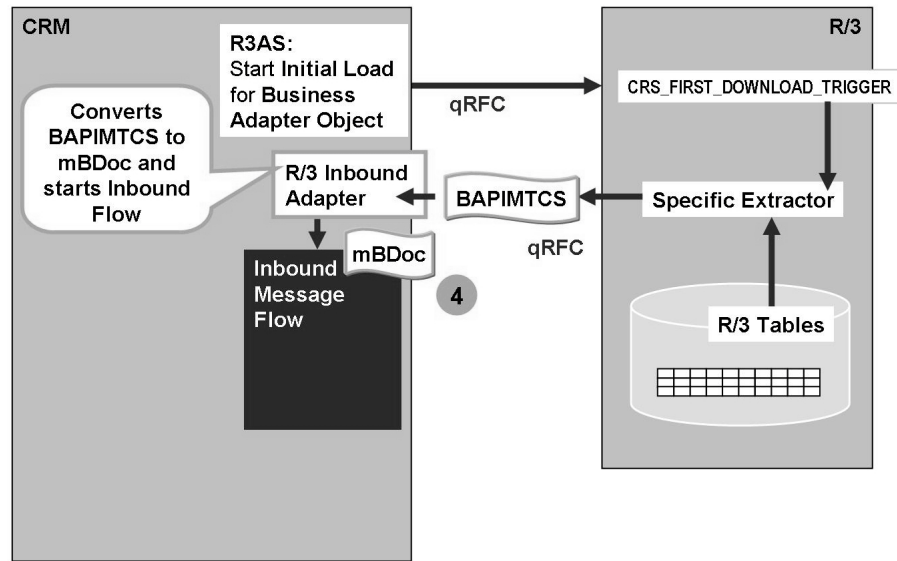 CRM
R/3
R3AS:
Start Initial Load
for Business
Adapter Object
qRFC
CRS_FIRST_DOWNLOAD_TRIGGER
Converts
BAPIMTCS to
mBDoc and
starts Inbound
Flow
R/3 Inbound
Adapter
BAPIMTCS
Specific Extractor
qRFC
mBDoc
Inbound
Message
Flow
4
R/3 Tables